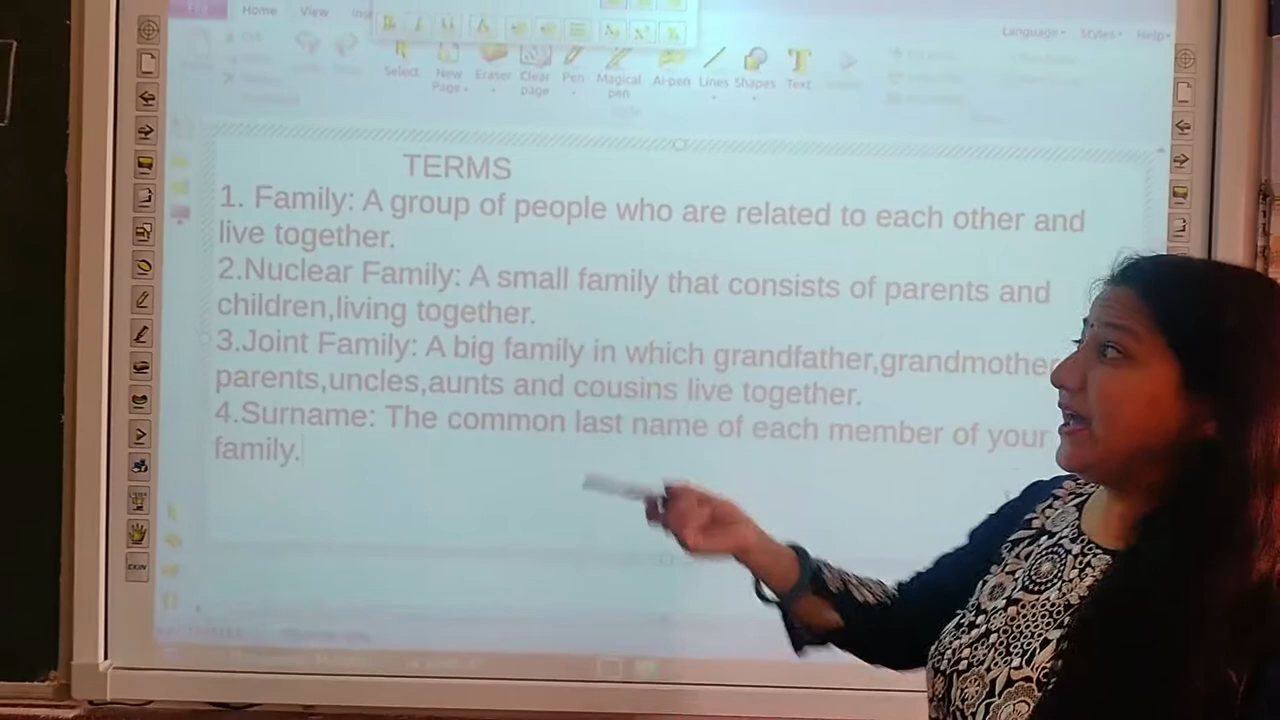 Home View
Language Styles Help
Select New Eraser Clear Pen Magical Ai-pen Lines Shapes Text
Page page pen
TERMS
1. Family: A group of people who are related to each other and
live together.
2.Nuclear Family: A small family that consists of parents and
children,living together.
3.Joint Family: A big family in which grandfather,grandmother
parents,uncles,aunts and cousins live together.
4.Surname: The common last name of each member of your
family.